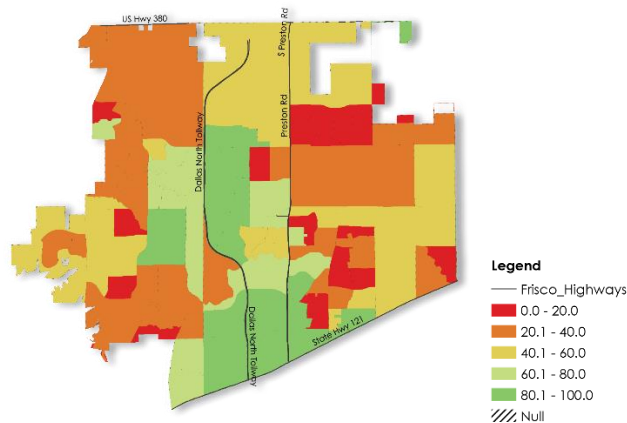 US Hwy 380
S Preston Rd
Preston Rd
Dallas North Tollway
Dallas North Tollway
State Hwy 121
Legend
Frisco_Highways
0.0 - 20.0
20.1 - 40.0
40.1 - 60.0
60.1 - 80.0
80.1 - 100.0
Null